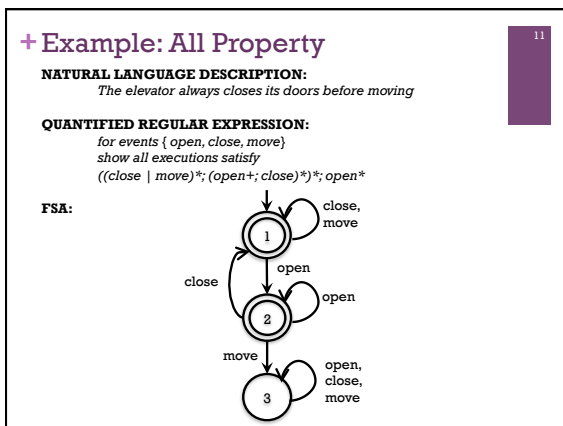 + Example: All Property
11
NATURAL LANGUAGE DESCRIPTION:
The elevator always closes its doors before moving
QUANTIFIED REGULAR EXPRESSION:
for events { open, close, move}
show all executions satisfy
((close | move)*; (open+; close)*)*; open*
FSA:
1
close,
move
open
close
2
open
move
3
open,
close,
move